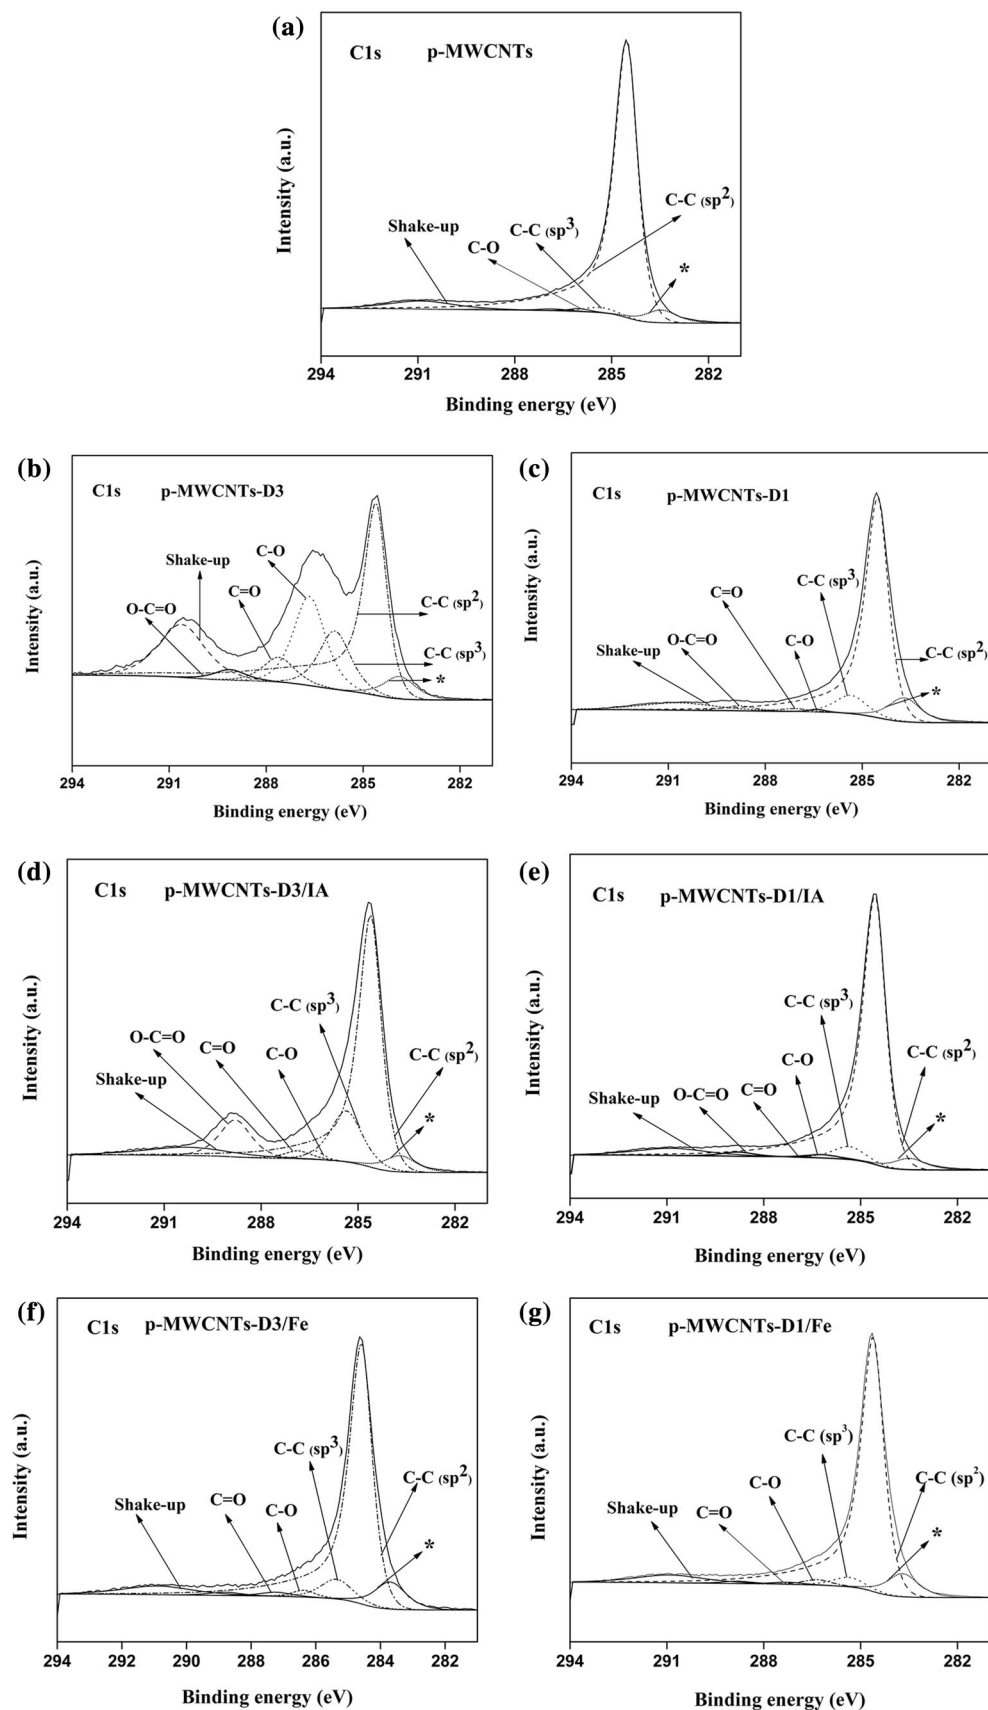 (a)
C1s p-MWCNTs
Intensity (a.u.)
C-C (sp²)
Shake-up
C-C (sp³)
C-O
*
294 291 288 285 282
Binding energy (eV)
(b)
C1s p-MWCNTs-D3
Intensity (a.u.)
C-O
Shake-up
C=O
O-C=O
C-C (sp²)
C-C (sp³)
*
294 291 288 285 282
Binding energy (eV)
(c)
C1s p-MWCNTs-D1
Intensity (a.u.)
C-C (sp³)
C=O
O-C=O
C-O
Shake-up
C-C (sp²)
*
294 291 288 285 282
Binding energy (eV)
(d)
C1s p-MWCNTs-D3/IA
Intensity (a.u.)
C-C (sp³)
O-C=O
C=O
C-O
C-C (sp²)
Shake-up
*
294 291 288 285 282
Binding energy (eV)
(e)
C1s p-MWCNTs-D1/IA
Intensity (a.u.)
C-C (sp³)
C-O
C-C (sp²)
C=O
O-C=O
Shake-up
*
294 291 288 285 282
Binding energy (eV)
(f)
C1s p-MWCNTs-D3/Fe
Intensity (a.u.)
C-C (sp³)
C-C (sp²)
C=O
C-O
Shake-up
*
294 292 290 288 286 284 282
Binding energy (eV)
(g)
C1s p-MWCNTs-D1/Fe
Intensity (a.u.)
C-C (sp³)
C-O
C-C (sp²)
Shake-up
C=O
*
294 291 288 285 282
Binding energy (eV)